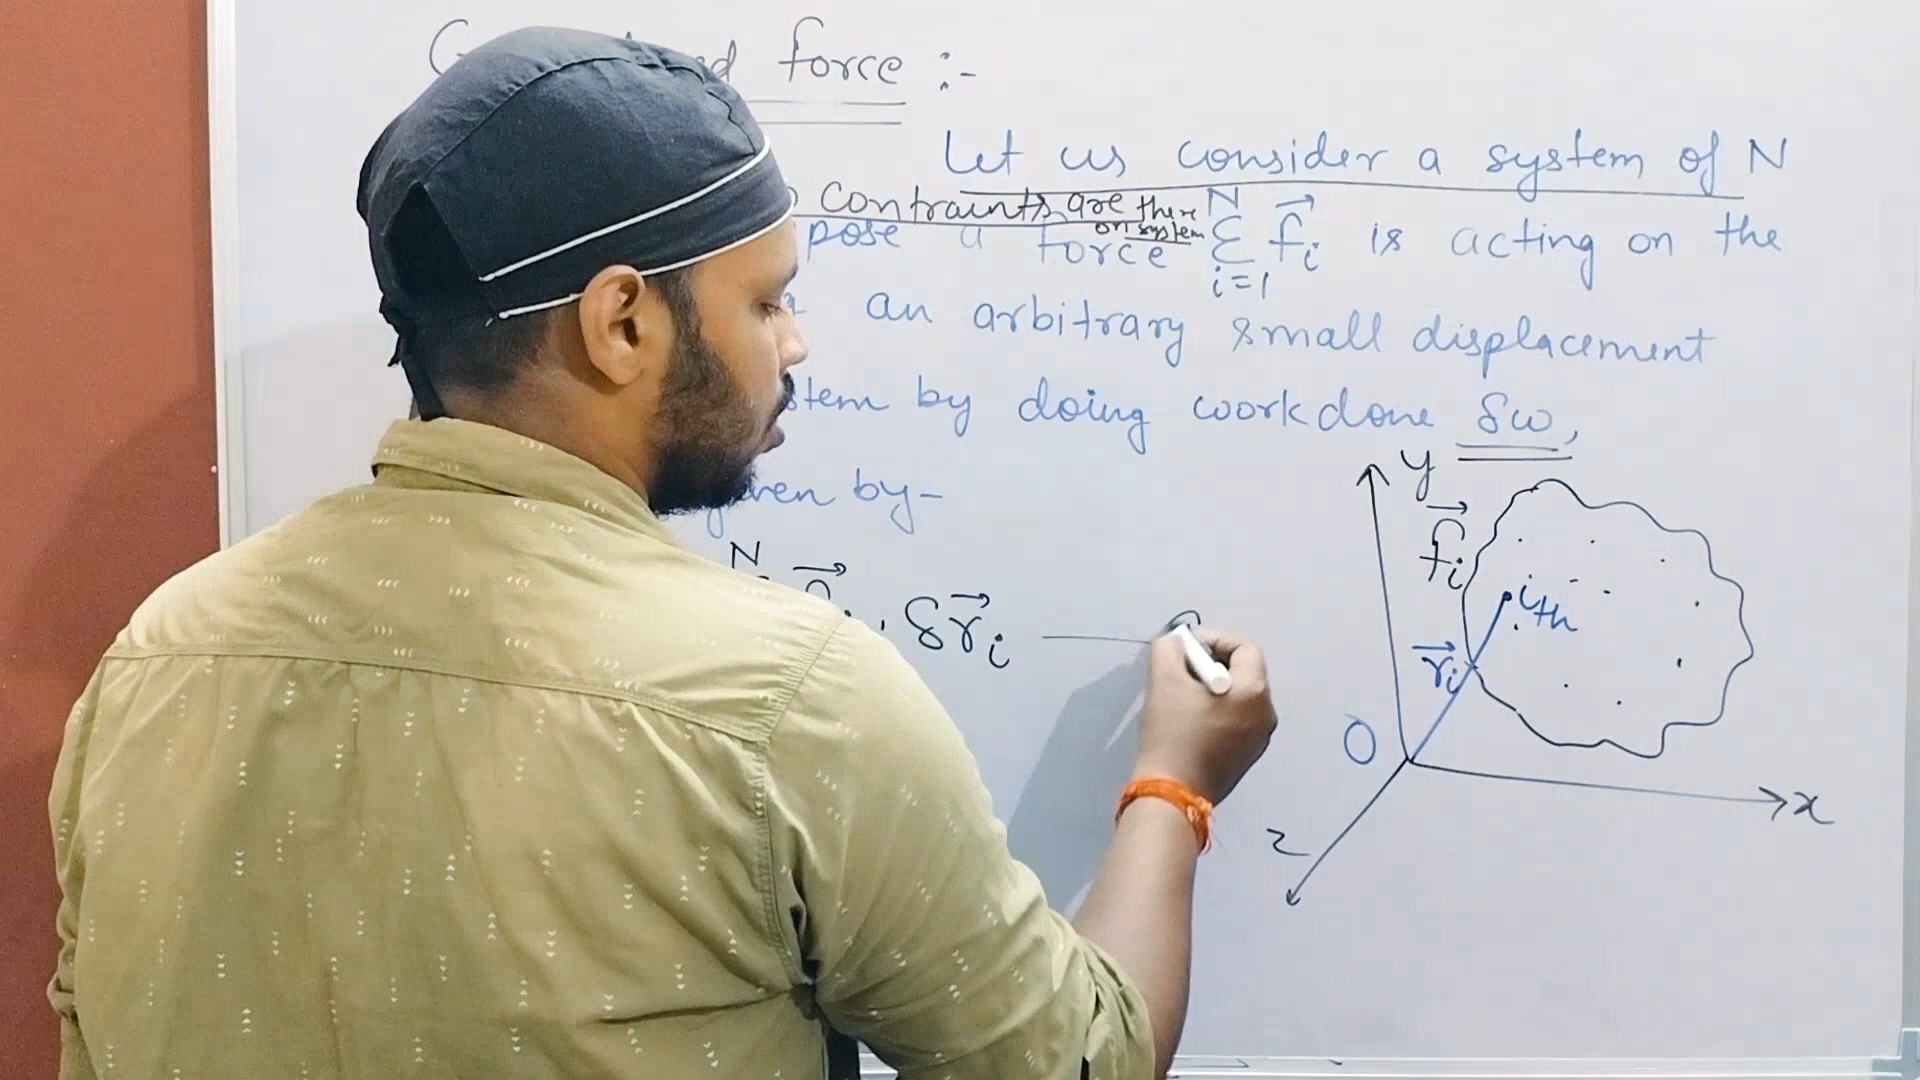 force :-
Let us consider a system of N
contraints are there
on system
pose a force N Σ i=1 f⃗i is acting on the
an arbitrary small displacement
stem by doing workdone δw,
ven by-
N
. δr⃗i
y
f⃗i
ith
r⃗i
O
x
z